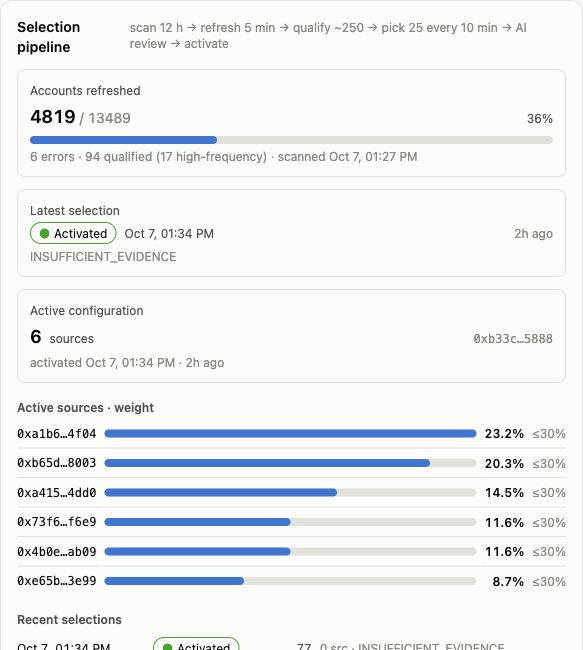 Selection pipeline
scan 12 h → refresh 5 min → qualify ~250 → pick 25 every 10 min → AI
review → activate
Accounts refreshed
4819 / 13489 36%
6 errors · 94 qualified (17 high-frequency) · scanned Oct 7, 01:27 PM
Latest selection
Activated Oct 7, 01:34 PM 2h ago
INSUFFICIENT_EVIDENCE
Active configuration
6 sources 0xb33c…5888
activated Oct 7, 01:34 PM · 2h ago
Active sources · weight
0xa1b6…4f04 23.2% ≤30%
0xb65d…8003 20.3% ≤30%
0xa415…4dd0 14.5% ≤30%
0x73f6…f6e9 11.6% ≤30%
0x4b0e…ab09 11.6% ≤30%
0xe65b…3e99 8.7% ≤30%
Recent selections
Oct 7, 01:34 PM Activated 77 0 src · INSUFFICIENT_EVIDENCE